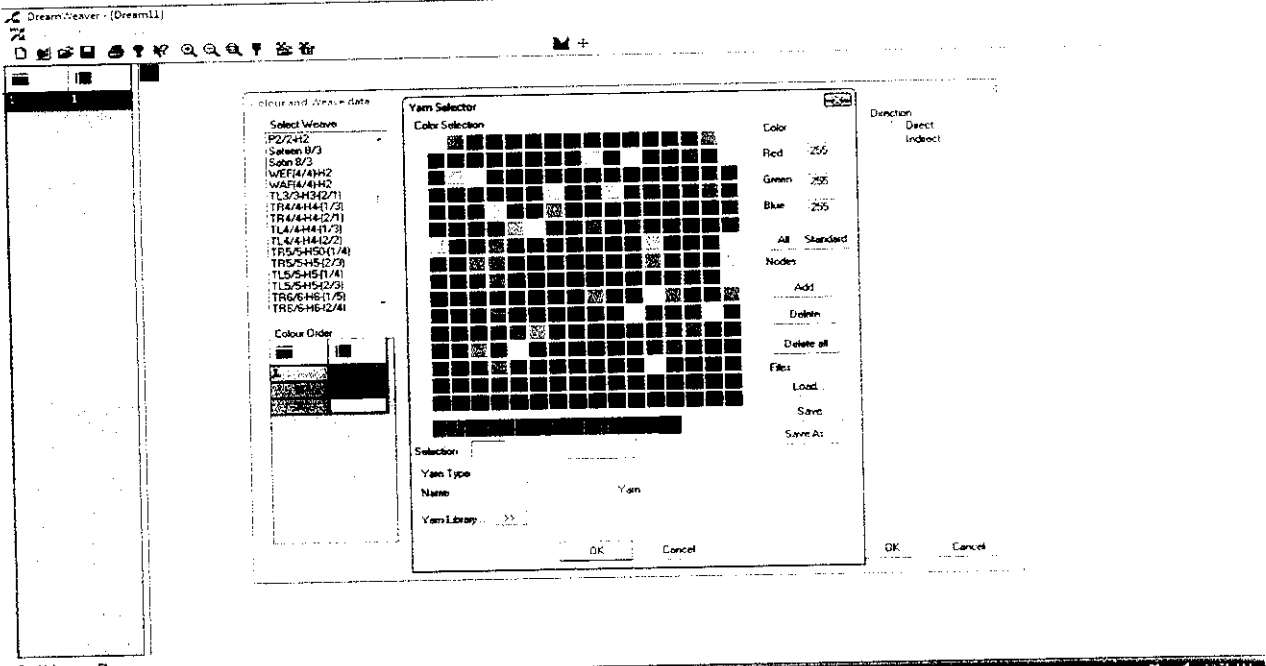 DreamWeaver - [Dream11]
1 1
Colour and Weave data
Select Weave
P2/2-H2
Sateen 8/3
Satin 8/3
WEF(4/4)-H2
WAF(4/4)-H2
TL3/3-H3-(2/1)
TR4/4-H4-(1/3)
TR4/4-H4-(2/1)
TL4/4-H4-(1/3)
TL4/4-H4-(2/2)
TR5/5-H50-(1/4)
TR5/5-H5-(2/3)
TL5/5-H5-(1/4)
TL5/5-H5-(2/3)
TR6/6-H6-(1/5)
TR6/6-H6-(2/4)
Colour Order
1
Yarn Selector
Color Selection
Color
Red 255
Green 255
Blue 255
All Standard
Nodes
Add
Delete
Delete all
Files
Load...
Save
Save As
Selection
Yarn Type
Name Yarn
Yarn Library... >>
OK Cancel
Direction
Direct
Indirect
OK Cancel